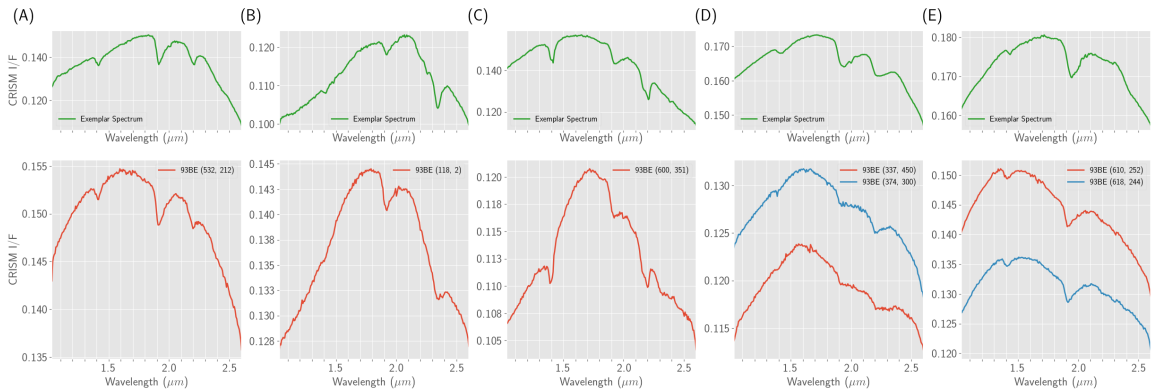 (A) (B) (C) (D) (E)
CRISM I/F
0.140
0.120
Exemplar Spectrum
Wavelength (μm)
0.120
0.110
0.100
Exemplar Spectrum
Wavelength (μm)
0.140
0.120
Exemplar Spectrum
Wavelength (μm)
0.170
0.160
0.150
Exemplar Spectrum
Wavelength (μm)
0.180
0.170
0.160
Exemplar Spectrum
Wavelength (μm)
CRISM I/F
0.155
0.150
0.145
0.140
0.135
93BE (532, 212)
1.5 2.0 2.5
Wavelength (μm)
0.145
0.143
0.140
0.138
0.135
0.133
0.130
0.128
93BE (118, 2)
1.5 2.0 2.5
Wavelength (μm)
0.120
0.117
0.115
0.113
0.110
0.107
0.105
93BE (600, 351)
1.5 2.0 2.5
Wavelength (μm)
0.130
0.125
0.120
0.115
93BE (337, 450)
93BE (374, 300)
1.5 2.0 2.5
Wavelength (μm)
0.150
0.145
0.140
0.135
0.130
0.125
0.120
93BE (610, 252)
93BE (618, 244)
1.5 2.0 2.5
Wavelength (μm)